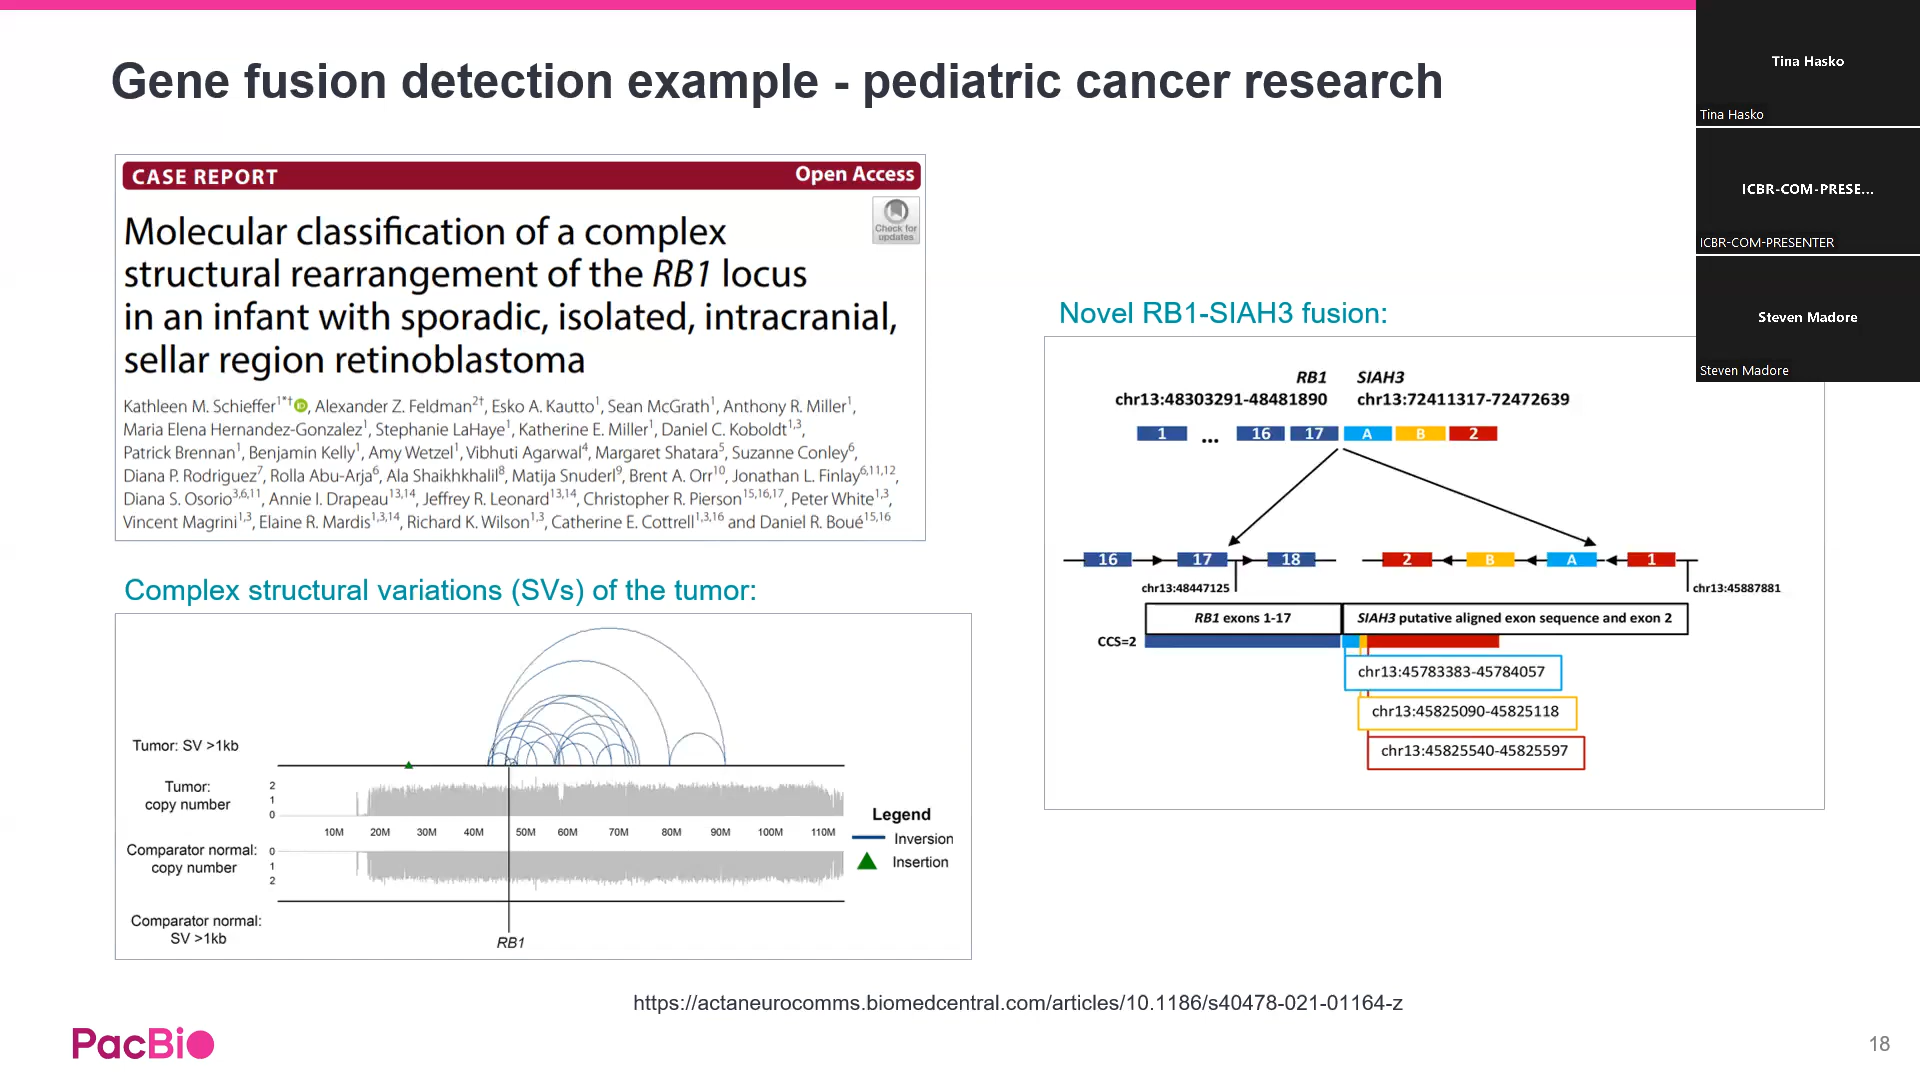 Gene fusion detection example - pediatric cancer research
CASE REPORT
Open Access
Check for
updates
Molecular classification of a complex
structural rearrangement of the RB1 locus
in an infant with sporadic, isolated, intracranial,
sellar region retinoblastoma
Kathleen M. Schieffer1*†, Alexander Z. Feldman2†, Esko A. Kautto1, Sean McGrath1, Anthony R. Miller1,
Maria Elena Hernandez-Gonzalez1, Stephanie LaHaye1, Katherine E. Miller1, Daniel C. Koboldt1,3,
Patrick Brennan1, Benjamin Kelly1, Amy Wetzel1, Vibhuti Agarwal4, Margaret Shatara5, Suzanne Conley6,
Diana P. Rodriguez7, Rolla Abu-Arja6, Ala Shaikhkhalil8, Matija Snuderl9, Brent A. Orr10, Jonathan L. Finlay6,11,12,
Diana S. Osorio3,6,11, Annie I. Drapeau13,14, Jeffrey R. Leonard13,14, Christopher R. Pierson15,16,17, Peter White1,3,
Vincent Magrini1,3, Elaine R. Mardis1,3,14, Richard K. Wilson1,3, Catherine E. Cottrell1,3,16 and Daniel R. Boué15,16
Complex structural variations (SVs) of the tumor:
Tumor: SV >1kb
Tumor:
copy number
2
1
0
10M 20M 30M 40M 50M 60M 70M 80M 90M 100M 110M
Comparator normal:
copy number
0
1
2
Comparator normal:
SV >1kb
RB1
Legend
Inversion
Insertion
Novel RB1-SIAH3 fusion:
RB1 SIAH3
chr13:48303291-48481890 chr13:72411317-72472639
1 ... 16 17 A B 2
16 17 18 2 B A 1
chr13:48447125 chr13:45887881
RB1 exons 1-17 SIAH3 putative aligned exon sequence and exon 2
CCS=2
chr13:45783383-45784057
chr13:45825090-45825118
chr13:45825540-45825597
https://actaneurocomms.biomedcentral.com/articles/10.1186/s40478-021-01164-z
PacBio
18
Tina Hasko
Tina Hasko
ICBR-COM-PRESE...
ICBR-COM-PRESENTER
Steven Madore
Steven Madore